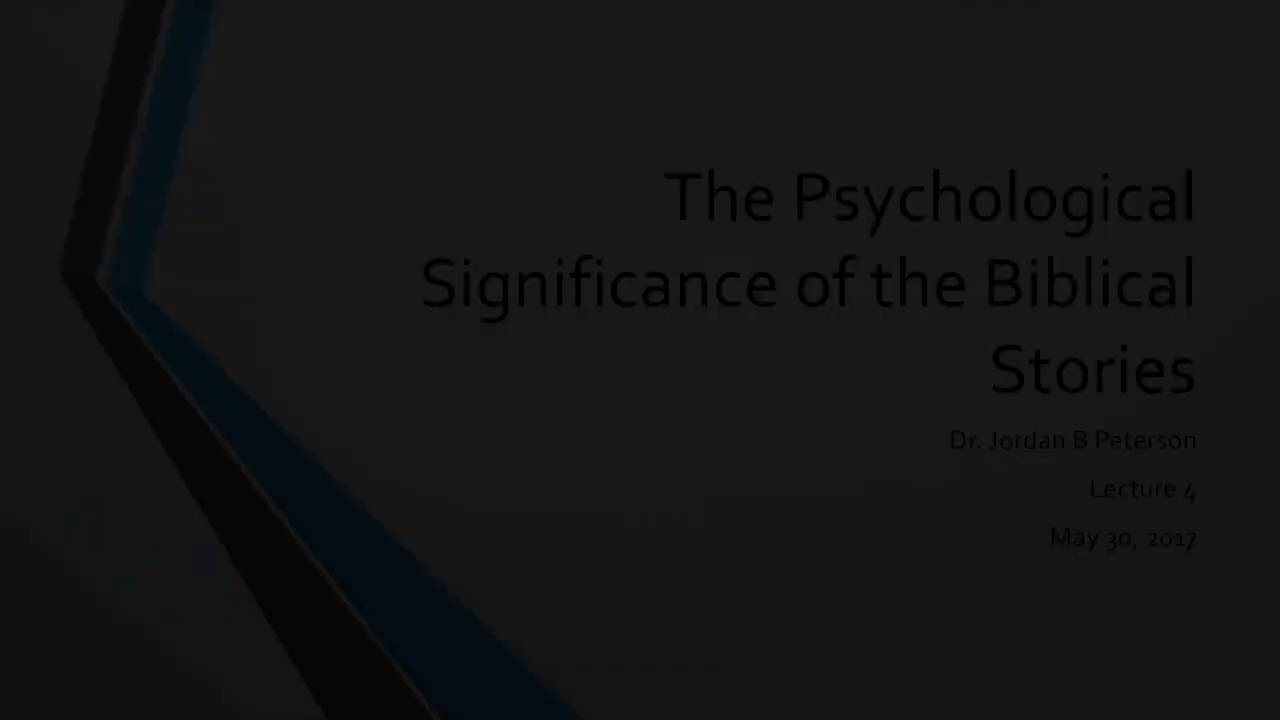 The Psychological
Significance of the Biblical
Stories
Dr. Jordan B Peterson
Lecture 4
May 30, 2017